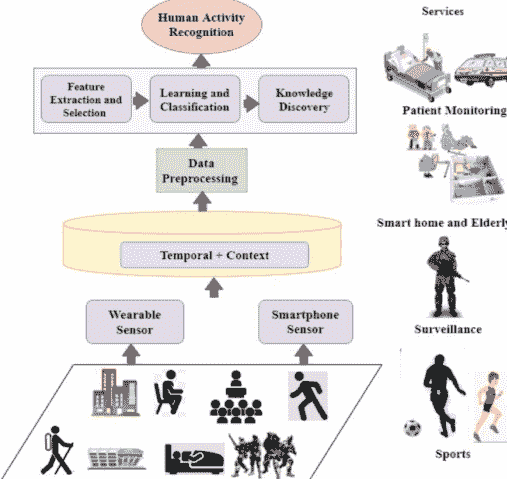 Human Activity
Recognition
Feature
Extraction and
Selection
Learning and
Classification
Knowledge
Discovery
Data
Preprocessing
Temporal + Context
Wearable
Sensor
Smartphone
Sensor
Services
Patient Monitoring
Smart home and Elderly
Surveillance
Sports